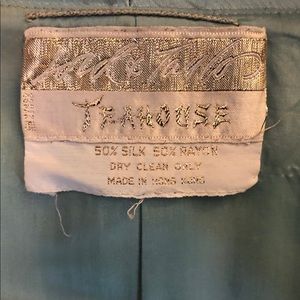 TEAHOUSE
50% SILK 50% RAYON
DRY CLEAN ONLY
MADE IN HONG KONG